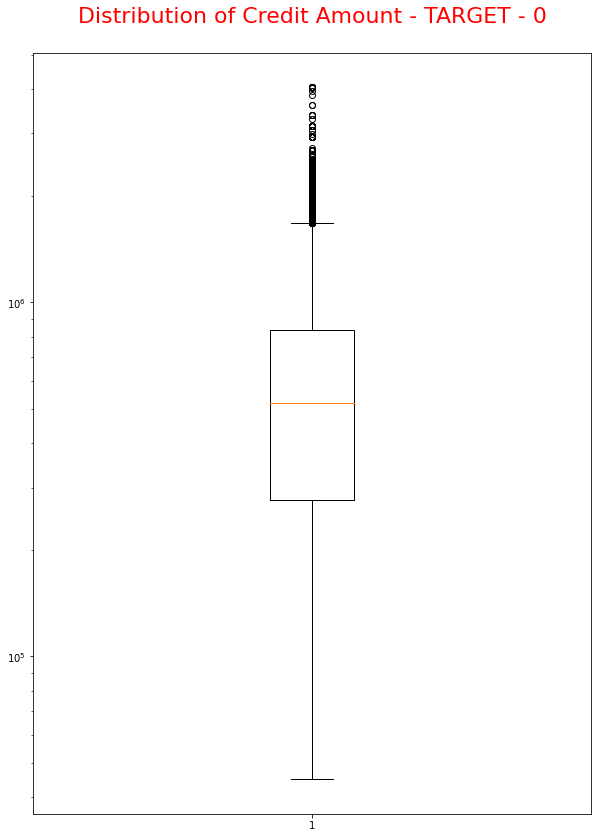 Distribution of Credit Amount - TARGET - 0
10⁶
10⁵
1